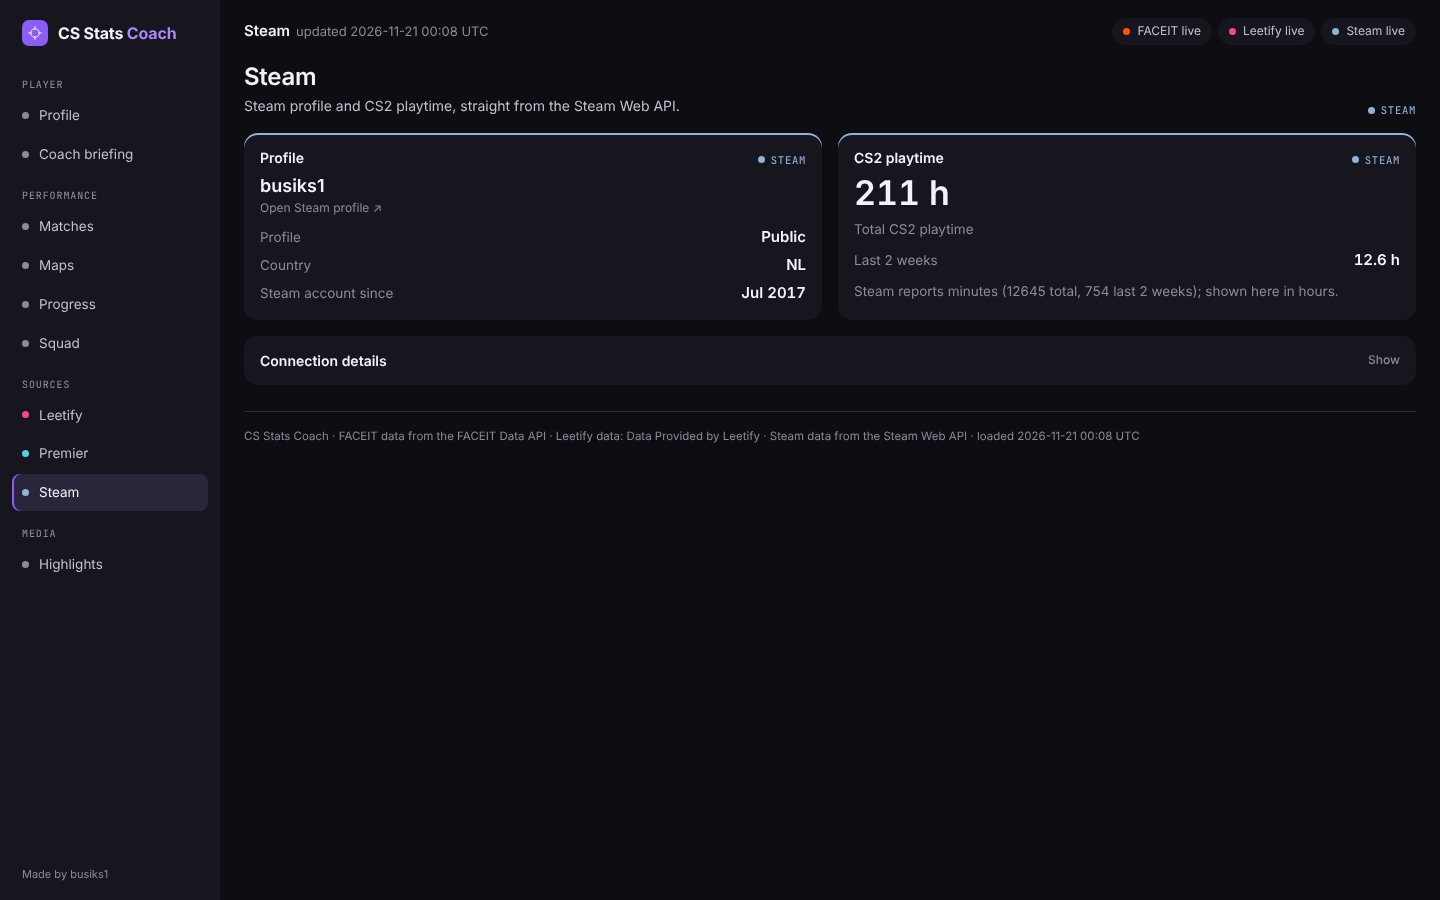 CS Stats Coach
PLAYER
Profile
Coach briefing
PERFORMANCE
Matches
Maps
Progress
Squad
SOURCES
Leetify
Premier
Steam
MEDIA
Highlights
Made by busiks1
Steam updated 2026-11-21 00:08 UTC
FACEIT live
Leetify live
Steam live
Steam
Steam profile and CS2 playtime, straight from the Steam Web API.
STEAM
Profile
STEAM
busiks1
Open Steam profile ↗
Profile Public
Country NL
Steam account since Jul 2017
CS2 playtime
STEAM
211 h
Total CS2 playtime
Last 2 weeks 12.6 h
Steam reports minutes (12645 total, 754 last 2 weeks); shown here in hours.
Connection details
Show
CS Stats Coach · FACEIT data from the FACEIT Data API · Leetify data: Data Provided by Leetify · Steam data from the Steam Web API · loaded 2026-11-21 00:08 UTC